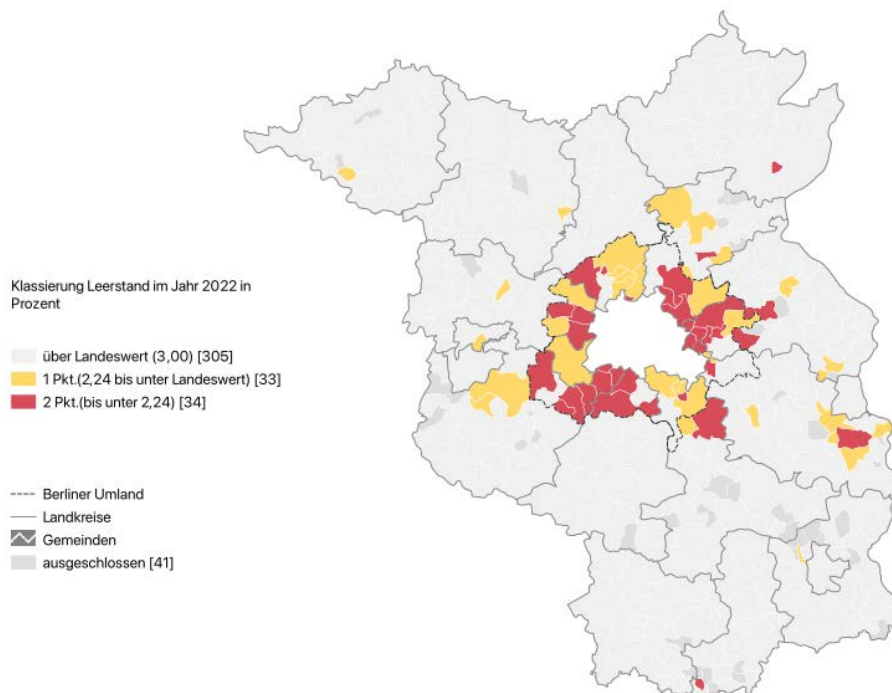 Klassierung Leerstand im Jahr 2022 in
Prozent
über Landeswert (3,00) [305]
1 Pkt.(2,24 bis unter Landeswert) [33]
2 Pkt.(bis unter 2,24) [34]
Berliner Umland
Landkreise
Gemeinden
ausgeschlossen [41]